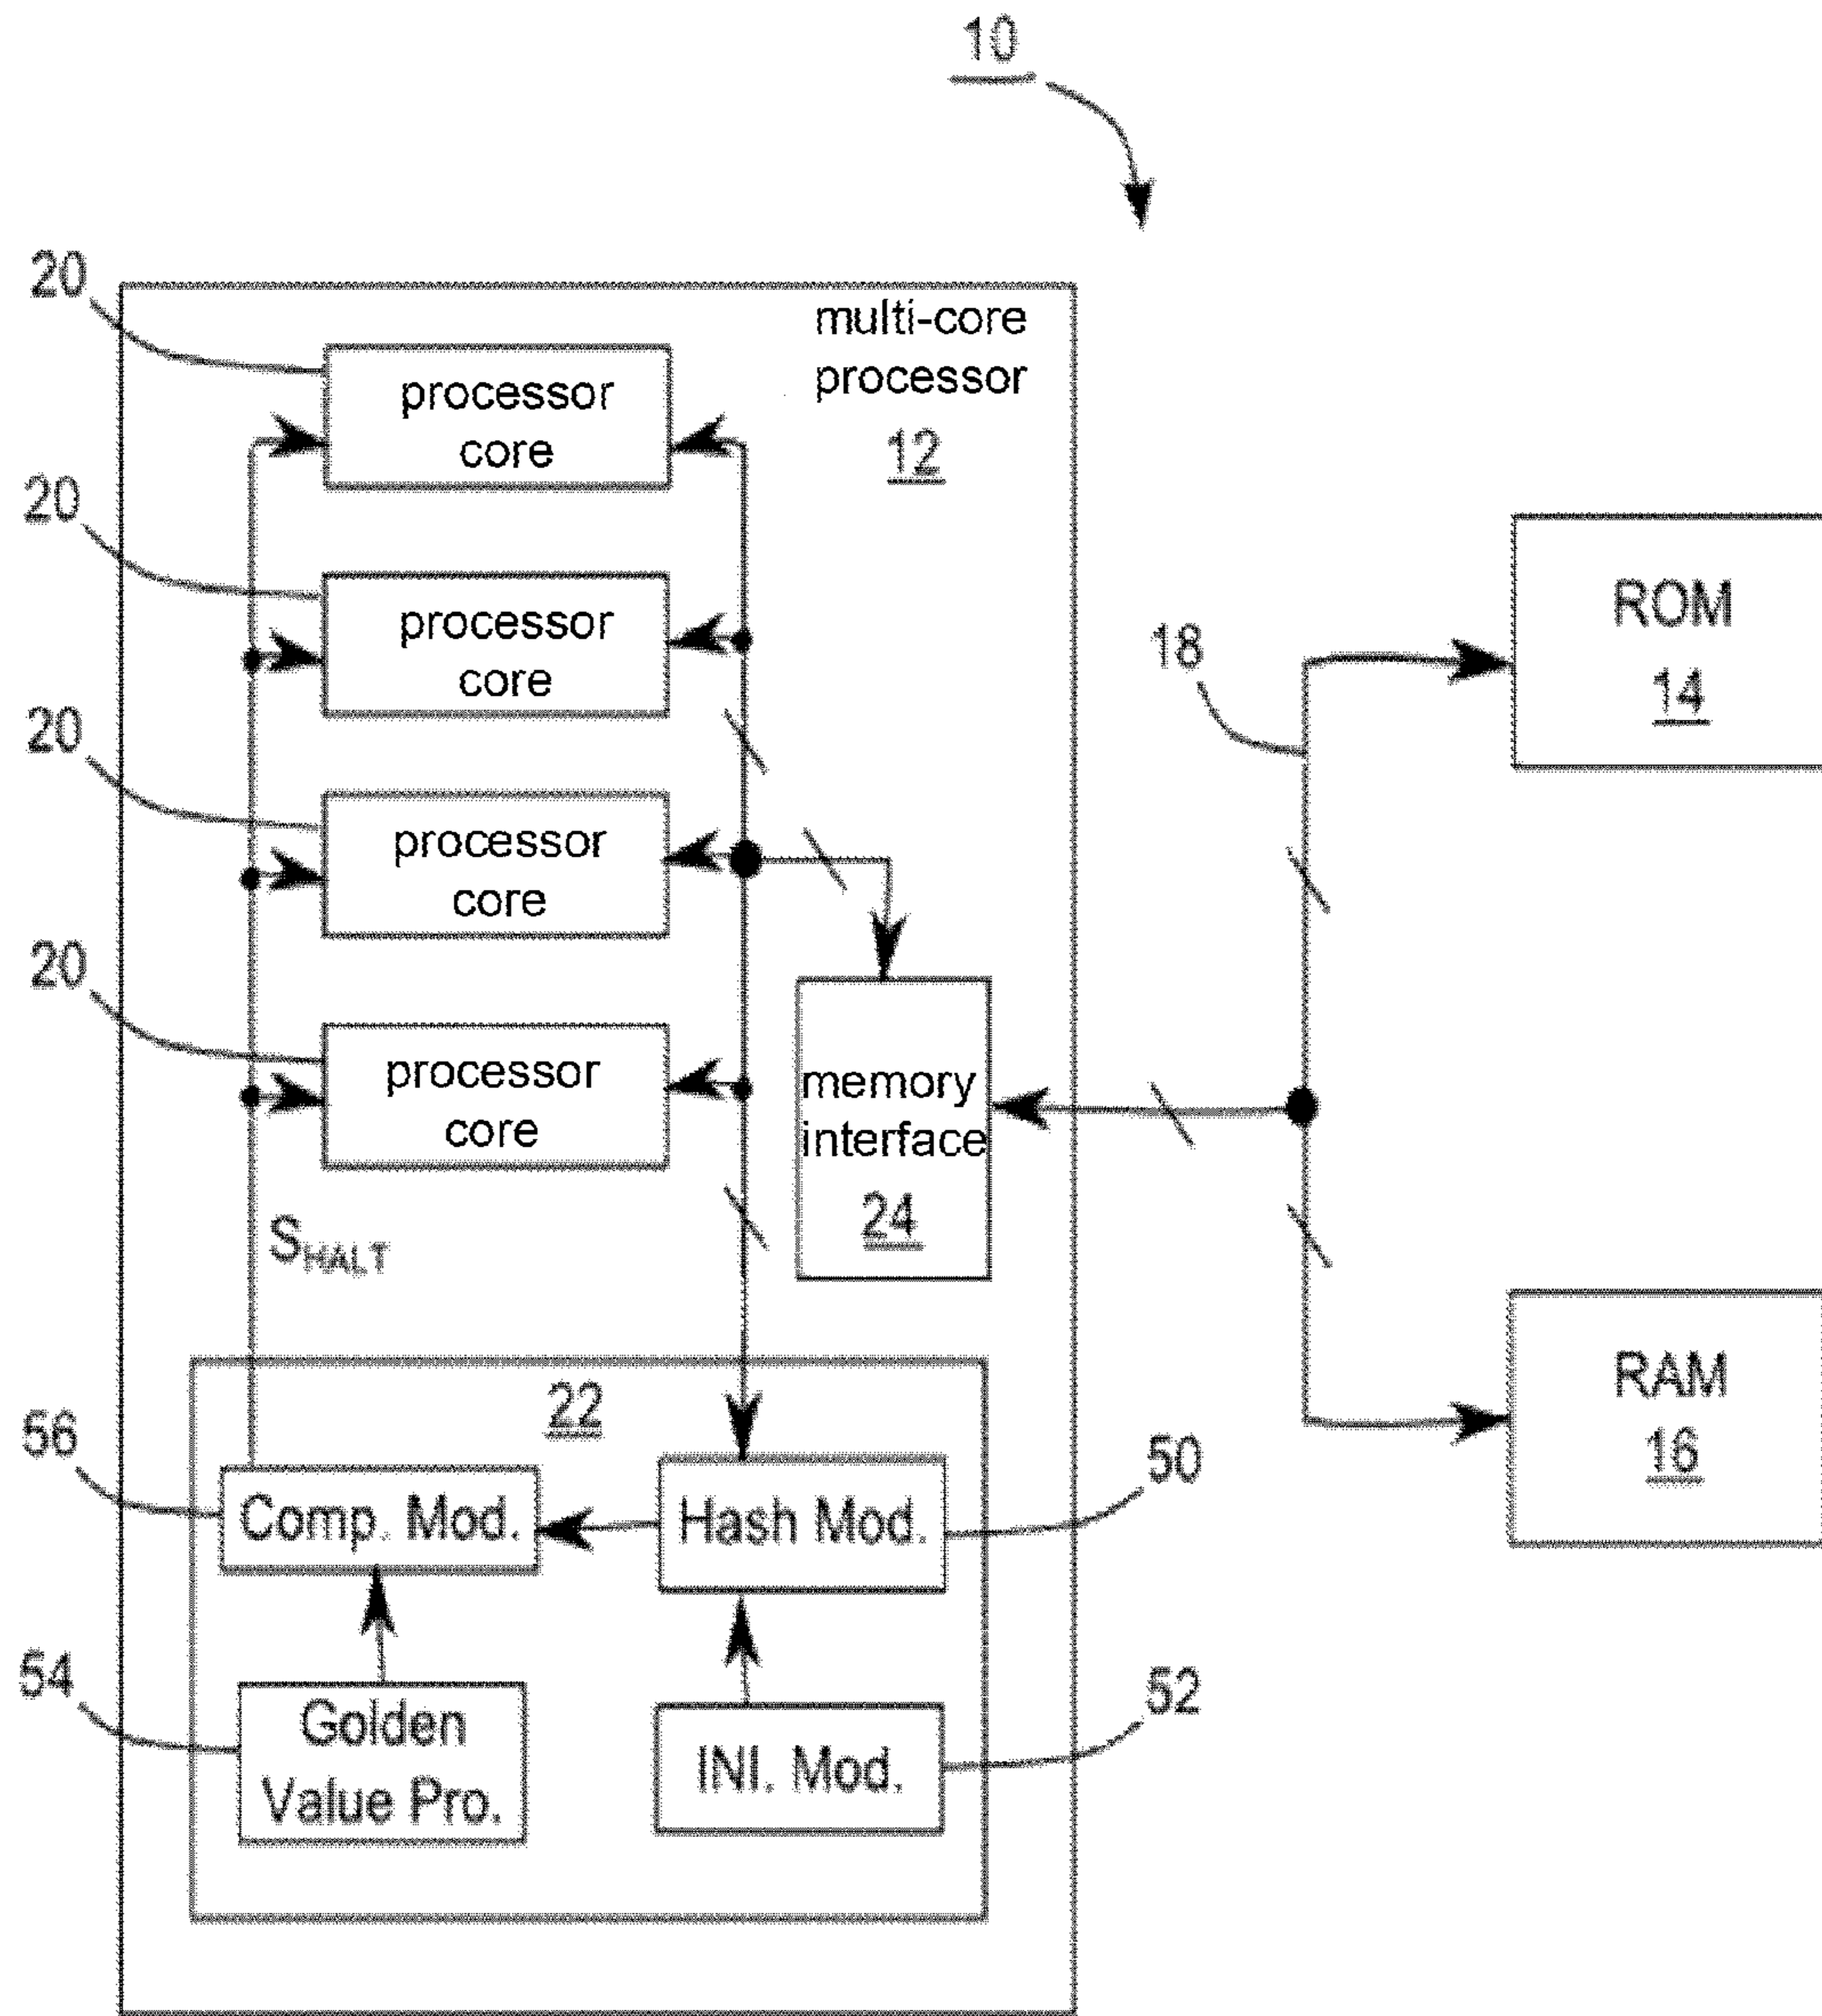 10
20
multi-core
processor
12
processor
core
20
processor
core
ROM
14
18
20
processor
core
20
processor
core
memory
interface
24
SHALT
RAM
16
22
56
Comp. Mod.
Hash Mod.
50
54
Golden
Value Pro.
INI. Mod.
52